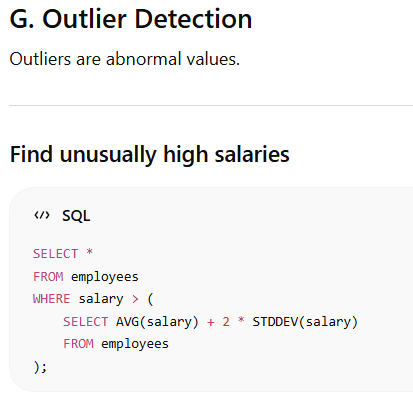 G. Outlier Detection
Outliers are abnormal values.
Find unusually high salaries
</> SQL
SELECT *
FROM employees
WHERE salary > (
    SELECT AVG(salary) + 2 * STDDEV(salary)
    FROM employees
);